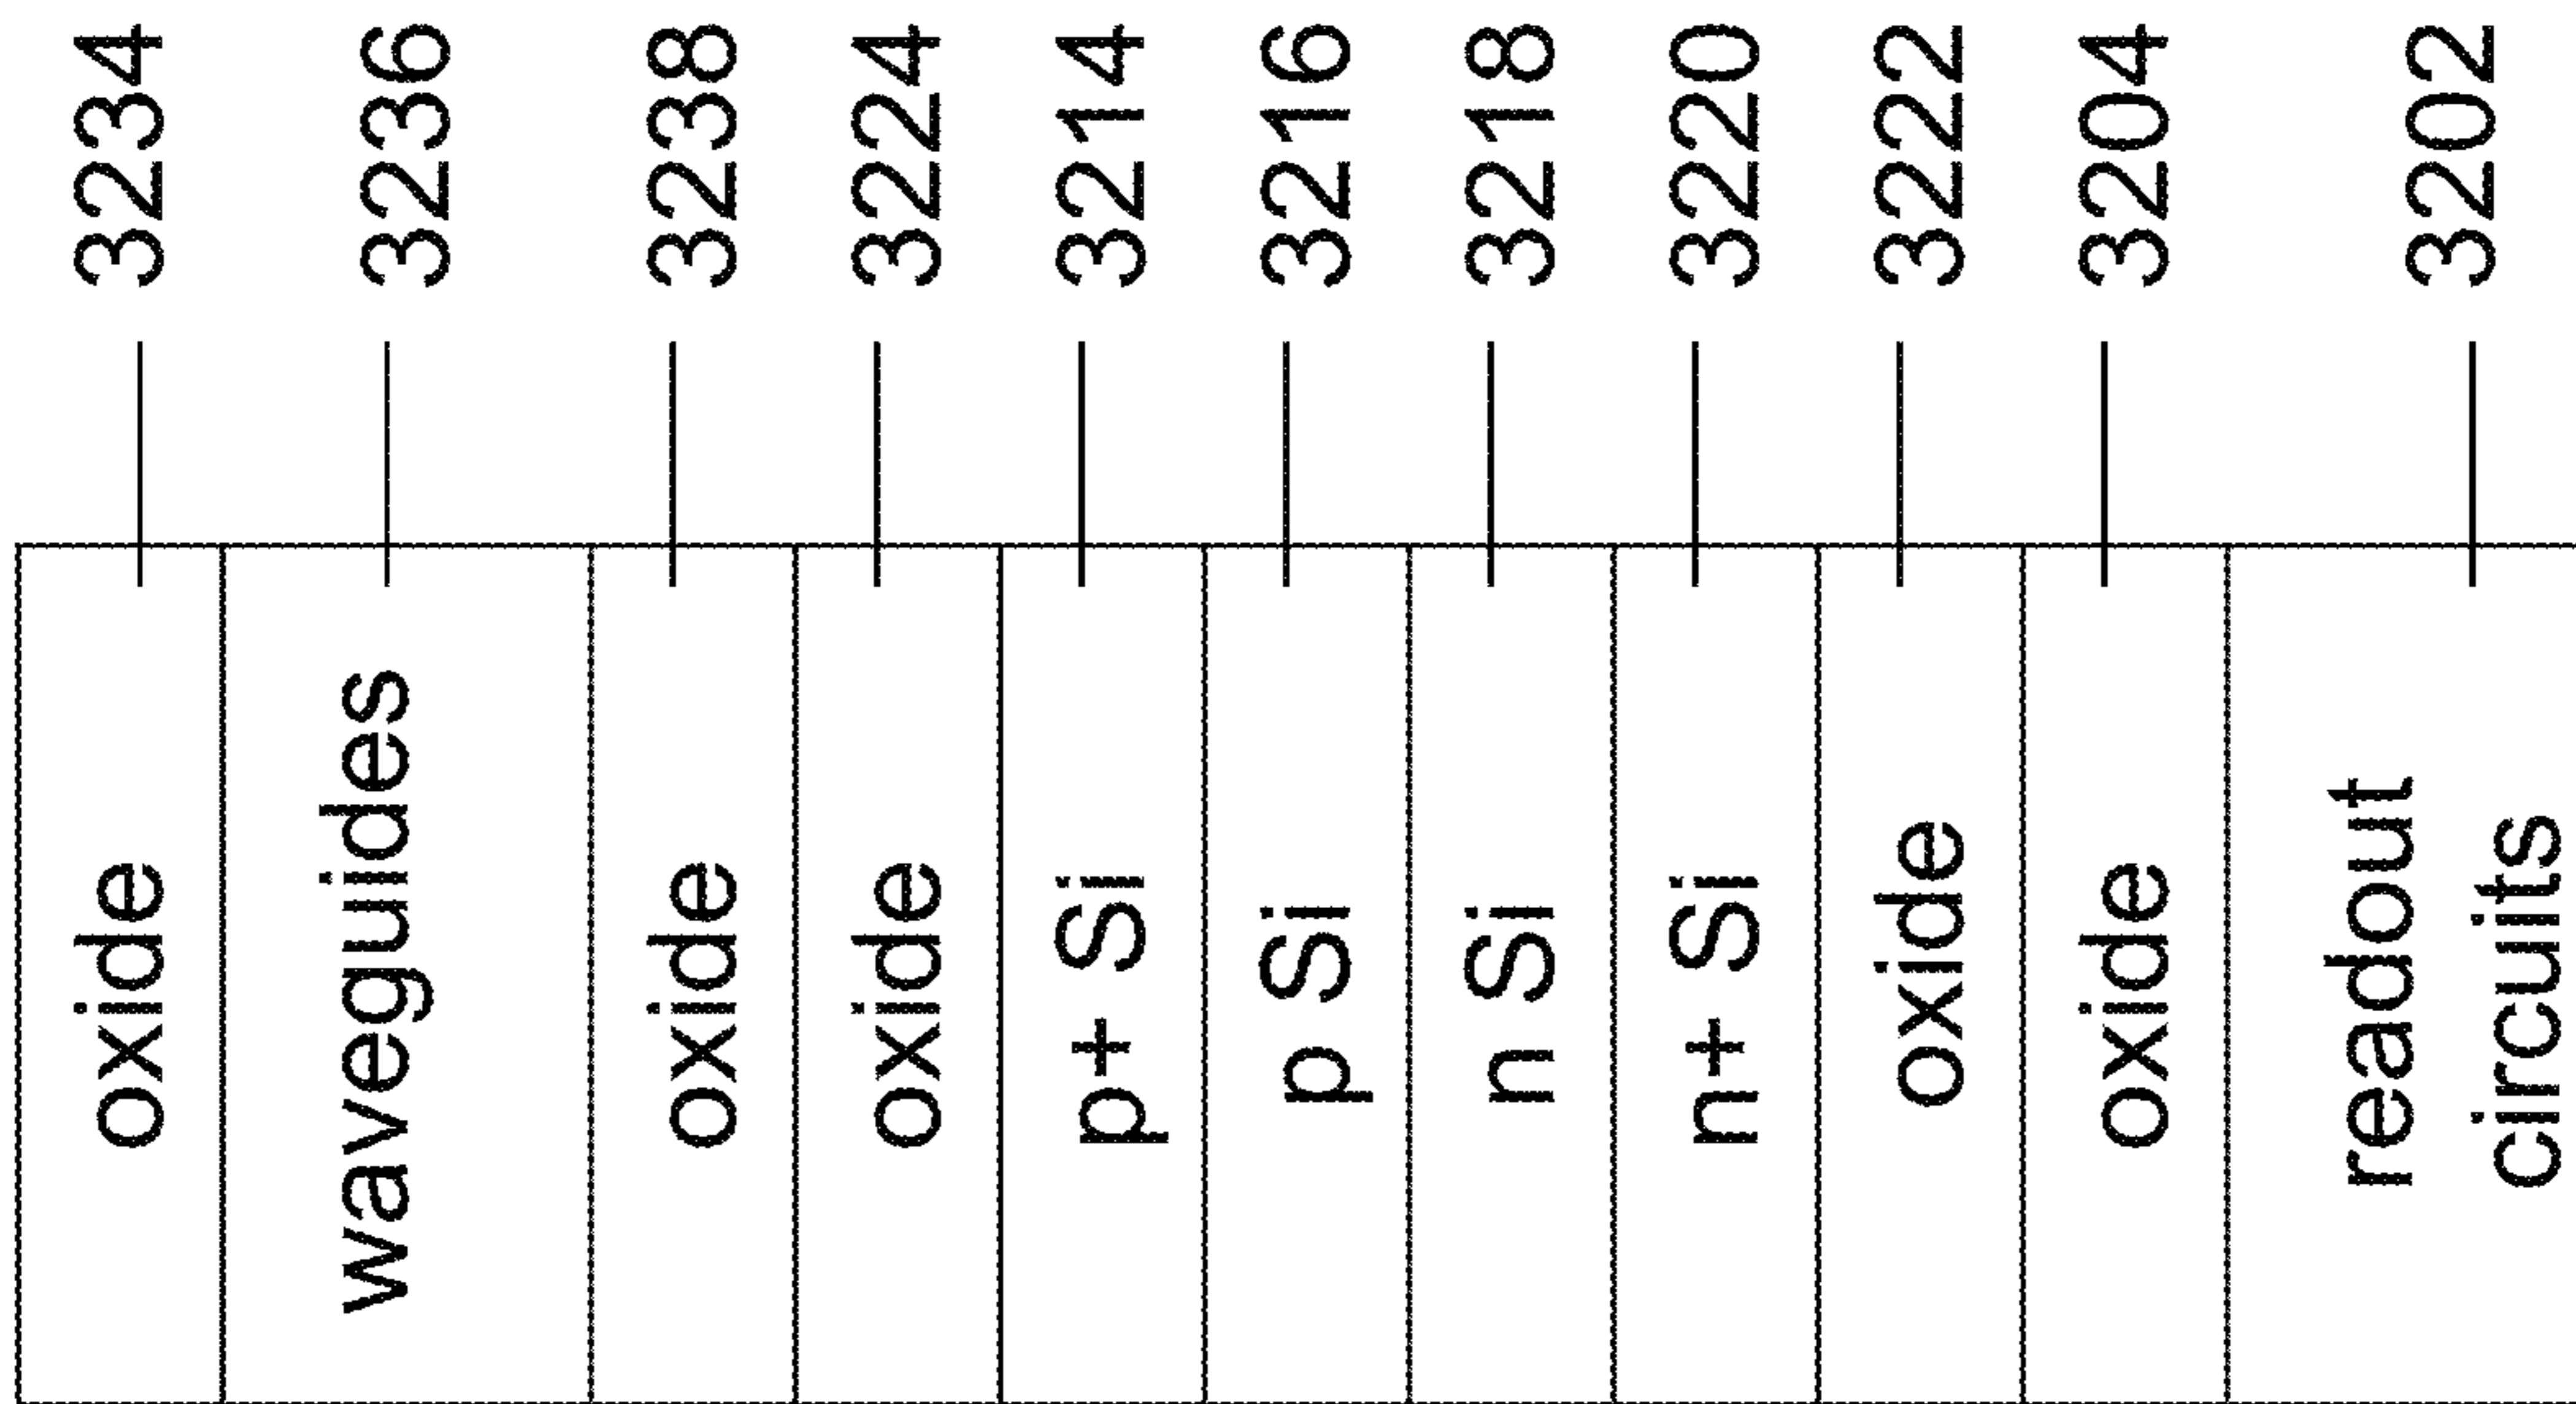 oxide 3234
waveguides 3236
oxide 3238
oxide 3224
p+ Si 3214
p Si 3216
n Si 3218
n+ Si 3220
oxide 3222
oxide 3204
readout
circuits 3202